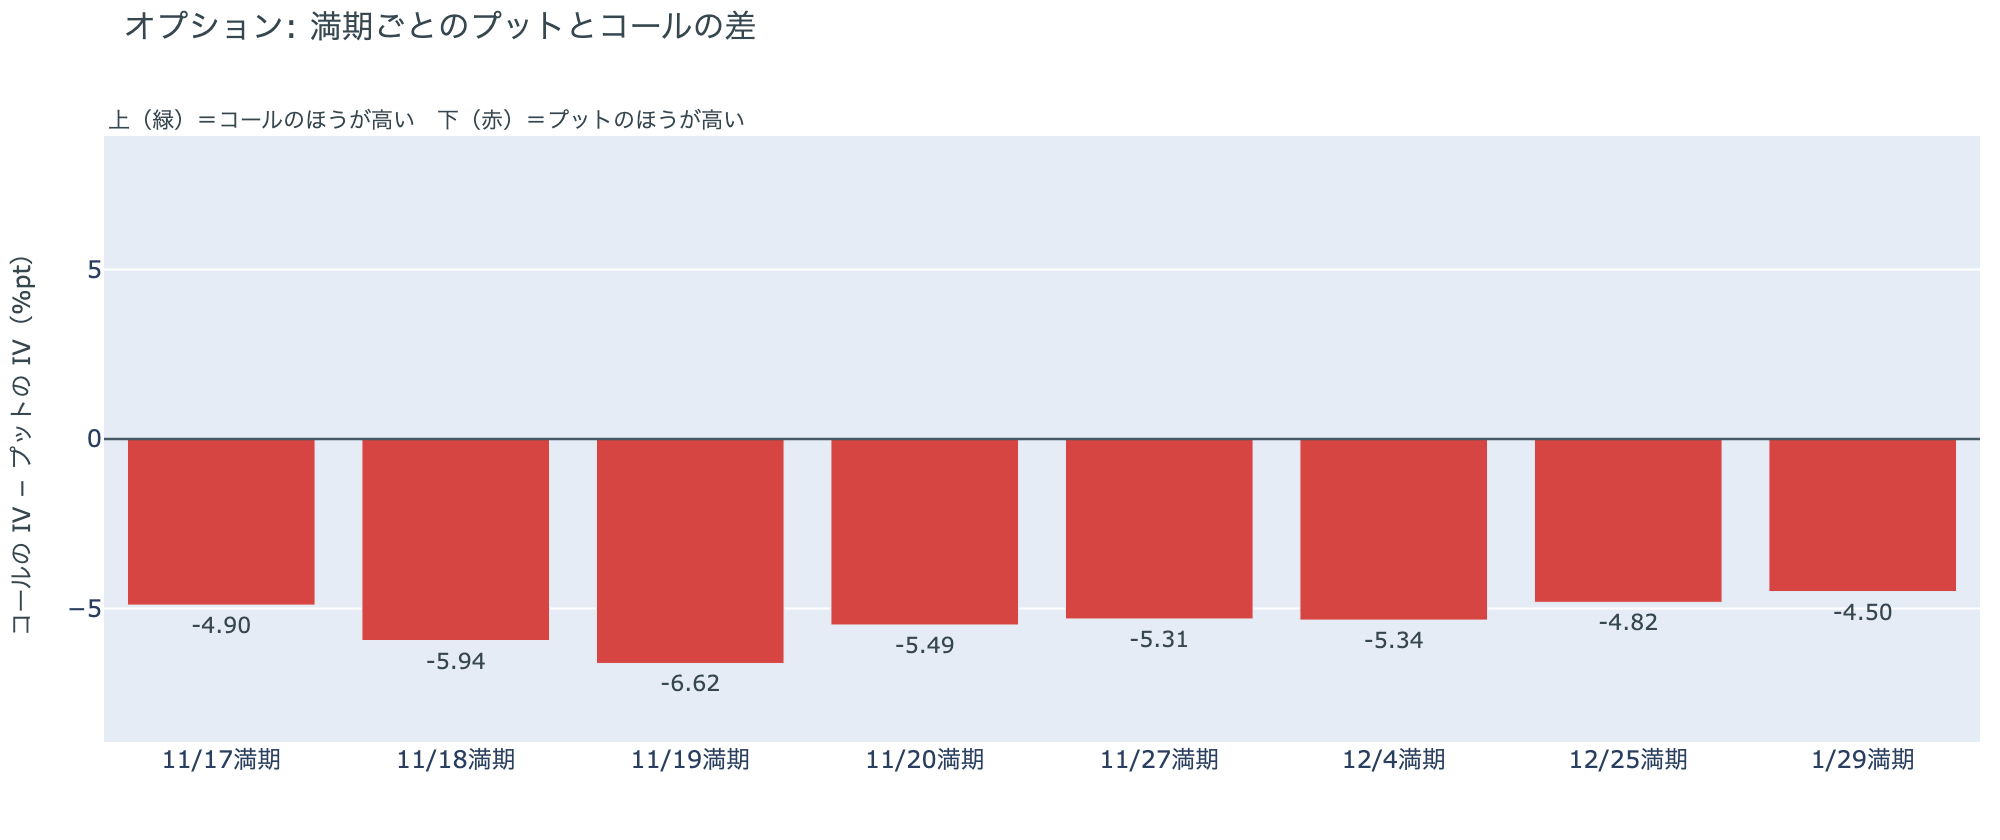 オプション: 満期ごとのプットとコールの差
上（緑）＝コールのほうが高い　下（赤）＝プットのほうが高い
コールの IV − プットの IV（%pt）
5
0
−5
-4.90
-5.94
-6.62
-5.49
-5.31
-5.34
-4.82
-4.50
11/17満期
11/18満期
11/19満期
11/20満期
11/27満期
12/4満期
12/25満期
1/29満期